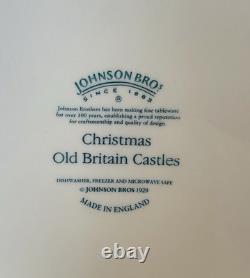 JOHNSON BROS
SINCE 1883
®
Johnson Brothers has been making fine tableware
for over 100 years, establishing a proud reputation
for craftsmanship and quality of design
Christmas
Old Britain Castles
DISHWASHER, FREEZER AND MICROWAVE SAFE
© JOHNSON BROS 1929
MADE IN ENGLAND